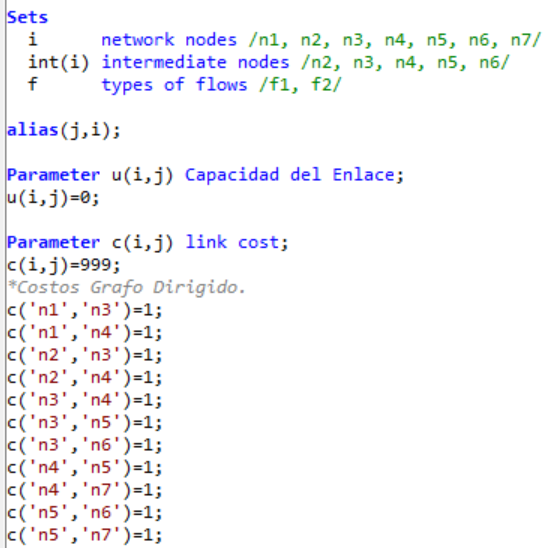 Sets
i network nodes /n1, n2, n3, n4, n5, n6, n7/
int(i) intermediate nodes /n2, n3, n4, n5, n6/
f types of flows /f1, f2/
alias(j,i);
Parameter u(i,j) Capacidad del Enlace;
u(i,j)=0;
Parameter c(i,j) link cost;
c(i,j)=999;
*Costos Grafo Dirigido.
c('n1','n3')=1;
c('n1','n4')=1;
c('n2','n3')=1;
c('n2','n4')=1;
c('n3','n4')=1;
c('n3','n5')=1;
c('n3','n6')=1;
c('n4','n5')=1;
c('n4','n7')=1;
c('n5','n6')=1;
c('n5','n7')=1;